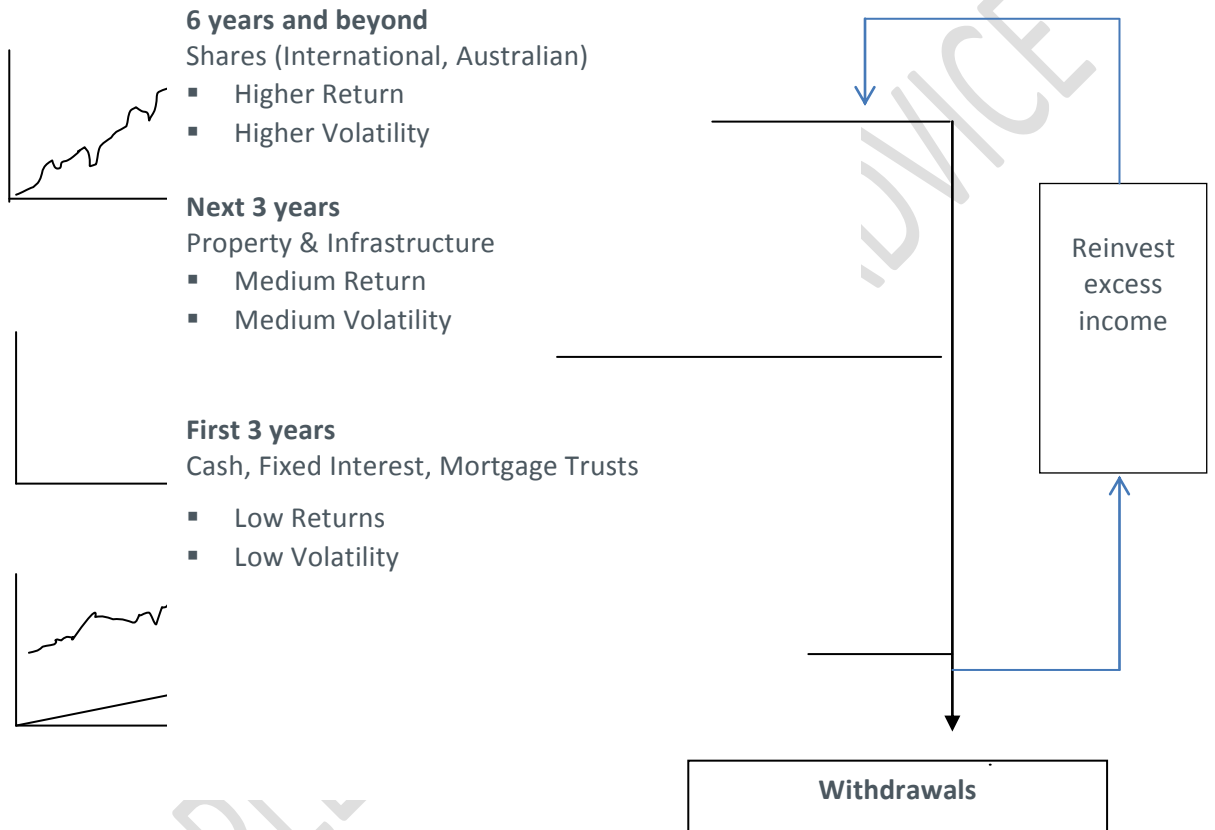 6 years and beyond
Shares (International, Australian)
▪ Higher Return
▪ Higher Volatility
Next 3 years
Property & Infrastructure
▪ Medium Return
▪ Medium Volatility
First 3 years
Cash, Fixed Interest, Mortgage Trusts
▪ Low Returns
▪ Low Volatility
Reinvest
excess
income
Withdrawals